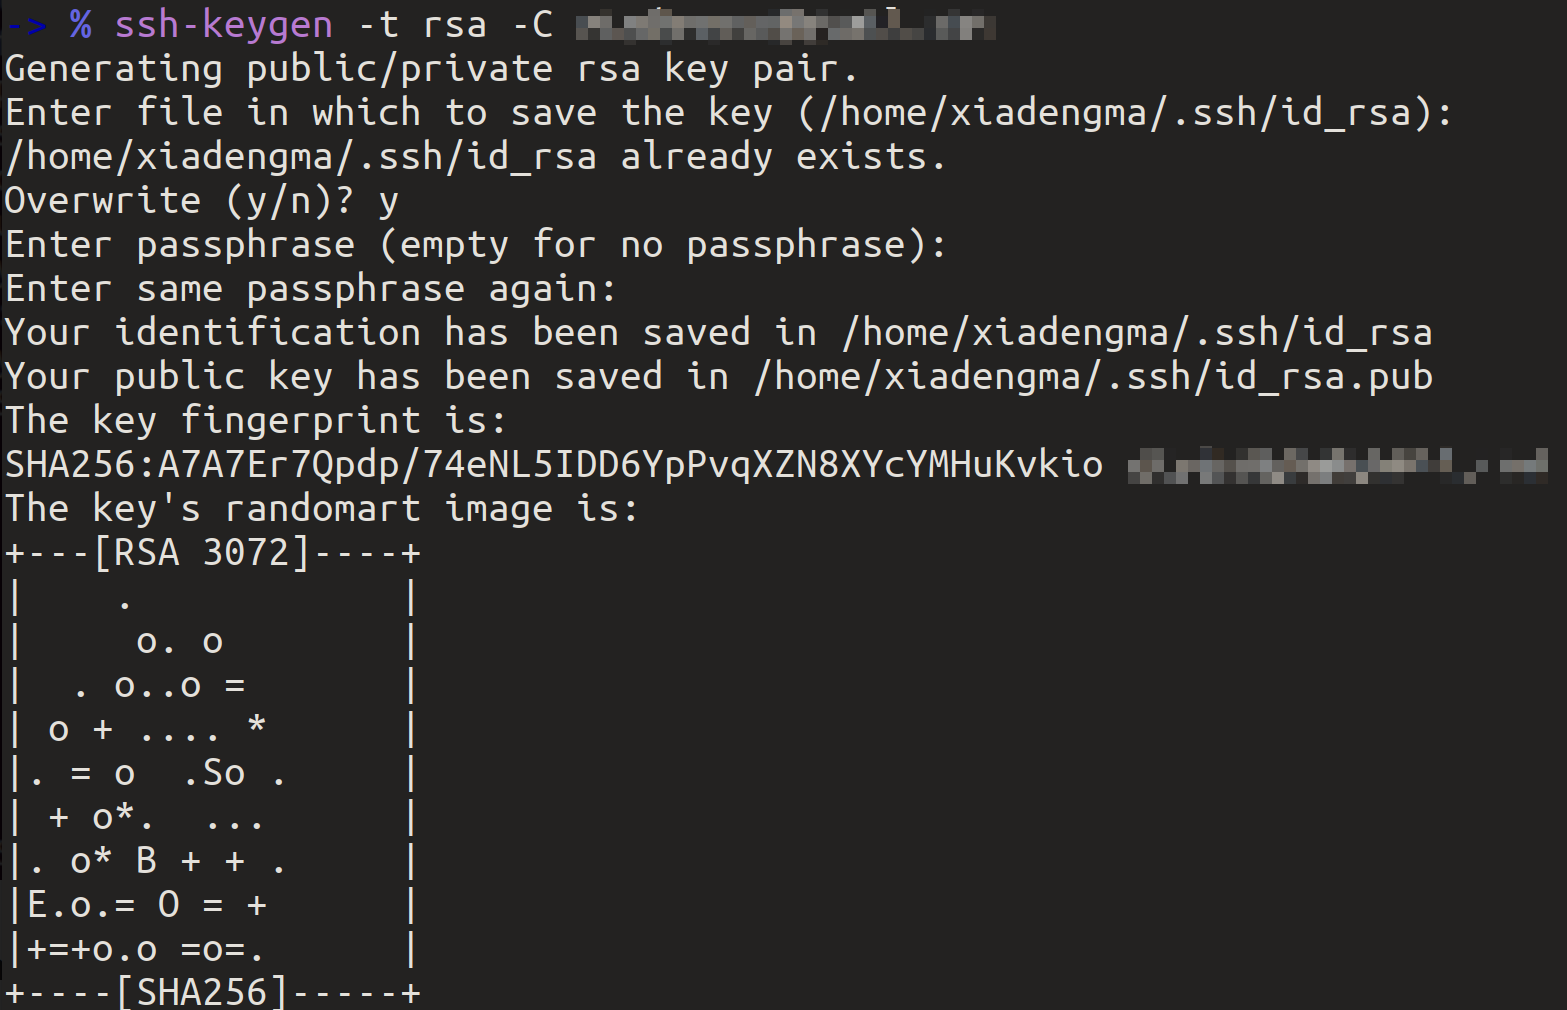 -> % ssh-keygen -t rsa -C
Generating public/private rsa key pair.
Enter file in which to save the key (/home/xiadengma/.ssh/id_rsa):
/home/xiadengma/.ssh/id_rsa already exists.
Overwrite (y/n)? y
Enter passphrase (empty for no passphrase):
Enter same passphrase again:
Your identification has been saved in /home/xiadengma/.ssh/id_rsa
Your public key has been saved in /home/xiadengma/.ssh/id_rsa.pub
The key fingerprint is:
SHA256:A7A7Er7Qpdp/74eNL5IDD6YpPvqXZN8XYcYMHuKvkio
The key's randomart image is:
+---[RSA 3072]----+
|    .            |
|     o. o        |
|  . o..o =       |
| o + .... *      |
|. = o  .So .     |
| + o*.  ...      |
|. o* B + + .     |
|E.o.= O = +      |
|+=+o.o =o=.      |
+----[SHA256]-----+